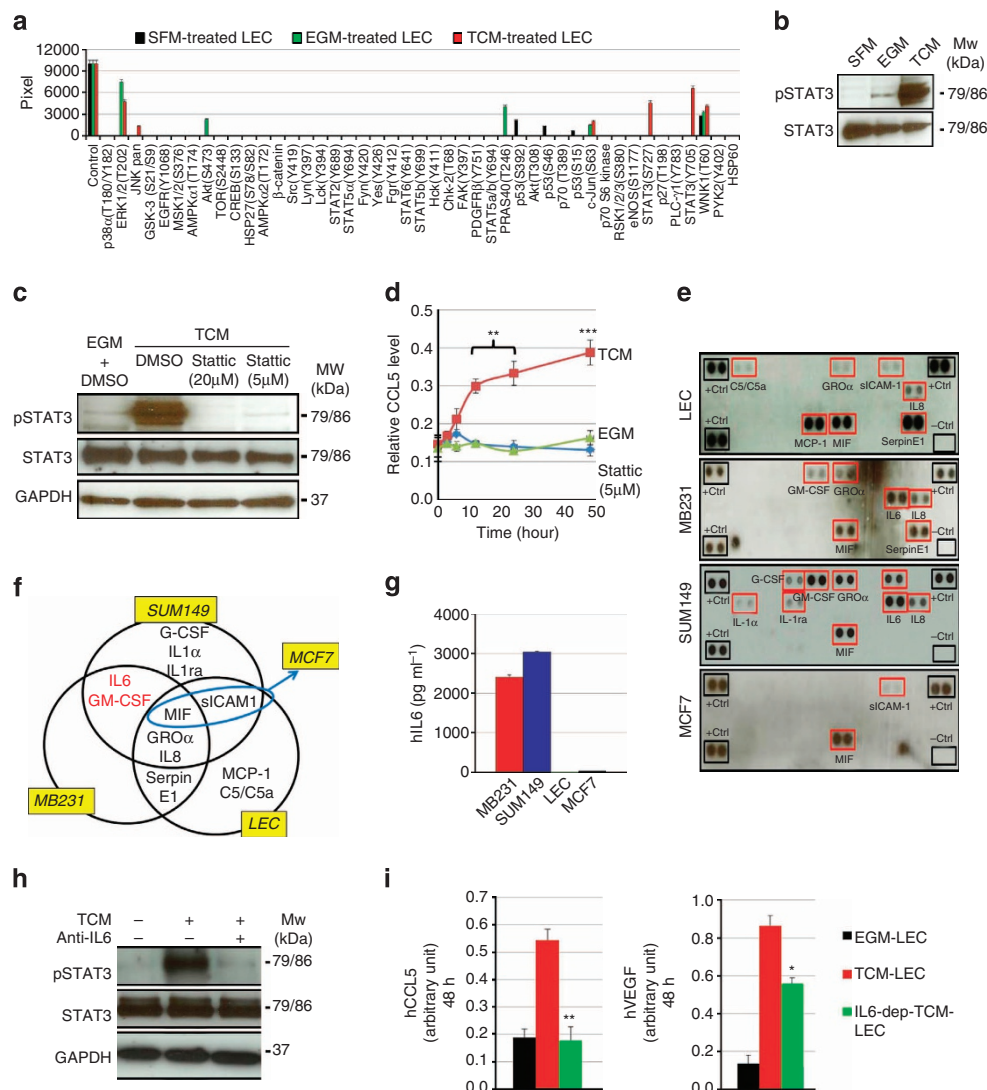 a
SFM-treated LEC EGM-treated LEC TCM-treated LEC
Pixel
12000
9000
6000
3000
0
Control
p38α(T180/Y182)
ERK1/2(T202)
JNK pan
GSK-3 (S21/S9)
EGFR(Y1068)
MSK1/2(S376)
AMPKα1(T174)
Akt(S473)
TOR(S2448)
CREB(S133)
HSP27(S78/S82)
AMPKα2(T172)
β-catenin
Src(Y419)
Lyn(Y397)
Lck(Y394)
STAT2(Y689)
STAT5α(Y694)
Fyn(Y420)
Yes(Y426)
Fgr(Y412)
STAT6(Y641)
STAT5b(Y699)
Hck(Y411)
Chk-2(T68)
FAK(Y397)
PDGFRβ(Y751)
STAT5a/b(Y694)
PRAS40(T246)
p53(S392)
Akt(T308)
p53(S46)
p70 (T389)
p53(S15)
c-Jun(S63)
p70 S6 kinase
RSK1/2/3(S380)
eNOS(S1177)
STAT3(S727)
p27(T198)
PLC-γ1(Y783)
STAT3(Y705)
WNK1(T60)
PYK2(Y402)
HSP60
b
SFM EGM TCM Mw
(kDa)
pSTAT3 - 79/86
STAT3 - 79/86
c
EGM
+
DMSO
TCM
DMSO Stattic (20μM) Stattic (5μM) MW
(kDa)
pSTAT3 79/86
STAT3 79/86
GAPDH 37
d
Relative CCL5 level
0.5
0.4
0.3
0.2
0.1
0.0
** ***
TCM
EGM
Stattic
(5μM)
0 10 20 30 40 50
Time (hour)
e
LEC
+Ctrl C5/C5a GROα sICAM-1 +Ctrl
IL8
+Ctrl MCP-1 MIF SerpinE1 −Ctrl
MB231
+Ctrl GM-CSF GROα +Ctrl
IL6 IL8
+Ctrl MIF SerpinE1 −Ctrl
SUM149
+Ctrl G-CSF GM-CSF GROα +Ctrl
IL-1α IL-1ra IL6 IL8
+Ctrl MIF −Ctrl
MCF7
+Ctrl sICAM-1 +Ctrl
+Ctrl MIF −Ctrl
f
SUM149
G-CSF
IL1α
IL1ra
MCF7
IL6
GM-CSF
sICAM1
MIF
GROα
IL8
Serpin
E1
MCP-1
C5/C5a
MB231
LEC
g
hIL6 (pg ml⁻¹)
4000
3000
2000
1000
0
MB231
SUM149
LEC
MCF7
h
TCM – + + Mw
Anti-IL6 – – + (kDa)
pSTAT3 -79/86
STAT3 79/86
GAPDH -37
i
hCCL5
(arbitrary unit)
48 h
0.7
0.6
0.5
0.4
0.3
0.2
0.1
0
**
hVEGF
(arbitrary unit)
48 h
1.0
0.8
0.6
0.4
0.2
0.0
*
EGM-LEC
TCM-LEC
IL6-dep-TCM-
LEC